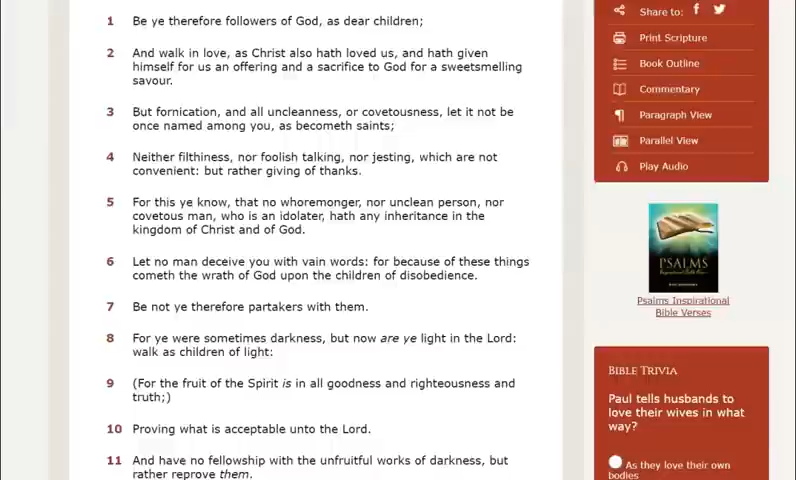 1 Be ye therefore followers of God, as dear children;
2 And walk in love, as Christ also hath loved us, and hath given
himself for us an offering and a sacrifice to God for a sweetsmelling
savour.
3 But fornication, and all uncleanness, or covetousness, let it not be
once named among you, as becometh saints;
4 Neither filthiness, nor foolish talking, nor jesting, which are not
convenient: but rather giving of thanks.
5 For this ye know, that no whoremonger, nor unclean person, nor
covetous man, who is an idolater, hath any inheritance in the
kingdom of Christ and of God.
6 Let no man deceive you with vain words: for because of these things
cometh the wrath of God upon the children of disobedience.
7 Be not ye therefore partakers with them.
8 For ye were sometimes darkness, but now are ye light in the Lord:
walk as children of light:
9 (For the fruit of the Spirit is in all goodness and righteousness and
truth;)
10 Proving what is acceptable unto the Lord.
11 And have no fellowship with the unfruitful works of darkness, but
rather reprove them.
Share to:
Print Scripture
Book Outline
Commentary
Paragraph View
Parallel View
Play Audio
PSALMS
Psalms Inspirational
Bible Verses
BIBLE TRIVIA
Paul tells husbands to
love their wives in what
way?
As they love their own
bodies